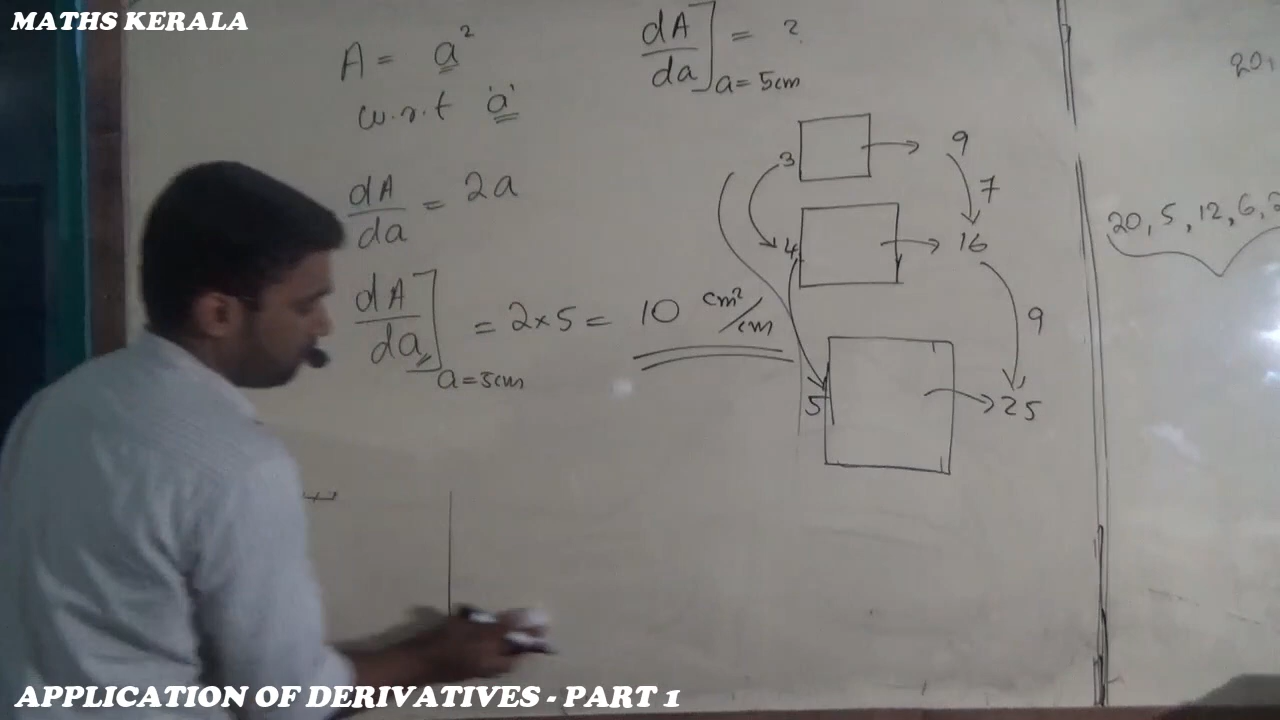 MATHS KERALA
A = a²
w.r.t 'a'
dA/da = 2a
dA/da]a=5cm = 2×5 = 10 cm²/cm
dA/da]a=5cm = ?
3 → 9
7
4 → 16
9
5 → 25
20,
20, 5, 12, 6,
APPLICATION OF DERIVATIVES - PART 1